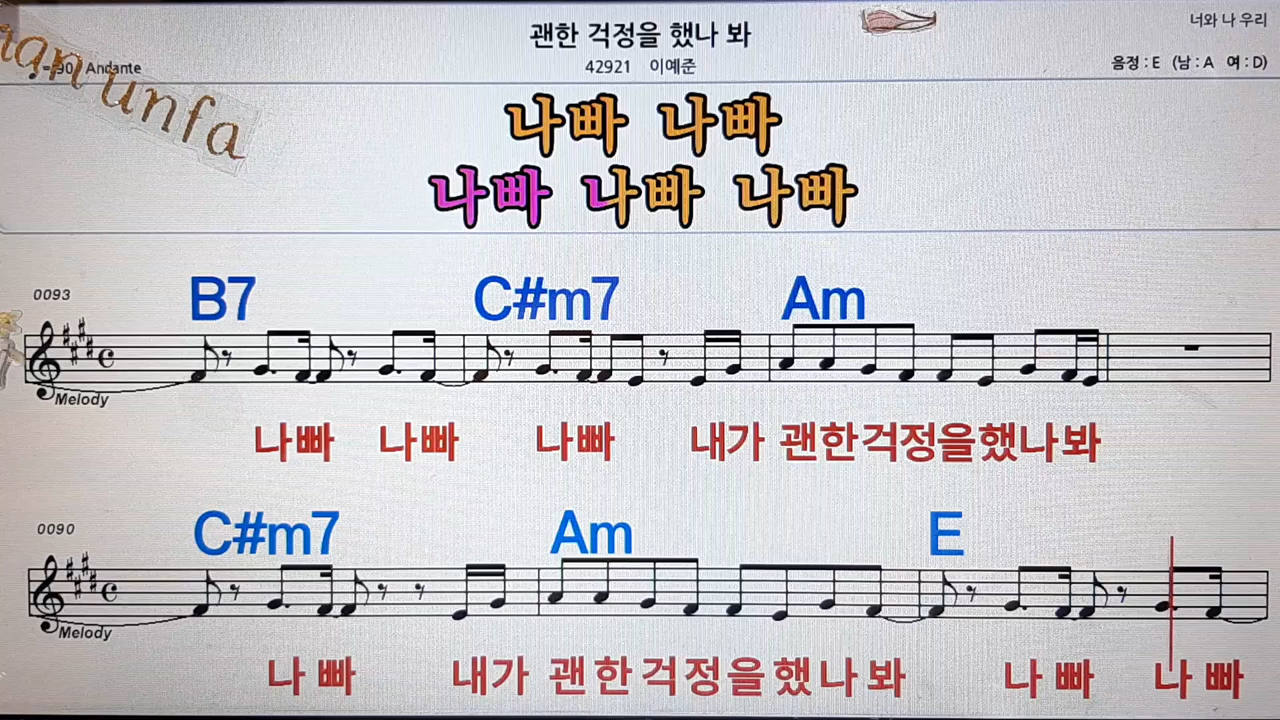 괜한 걱정을 했나 봐
너와 나 우리
Andante
42921 이예준
음정 : E (남 : A 여 : D)
unfa
나빠 나빠
나빠 나빠 나빠
0093
B7 C#m7 Am
Melody
나빠 나빠 나빠 내가 괜한걱정을했나봐
0090
C#m7 Am E
Melody
나 빠 내가 괜한걱정을했나 봐 나 빠 나 빠